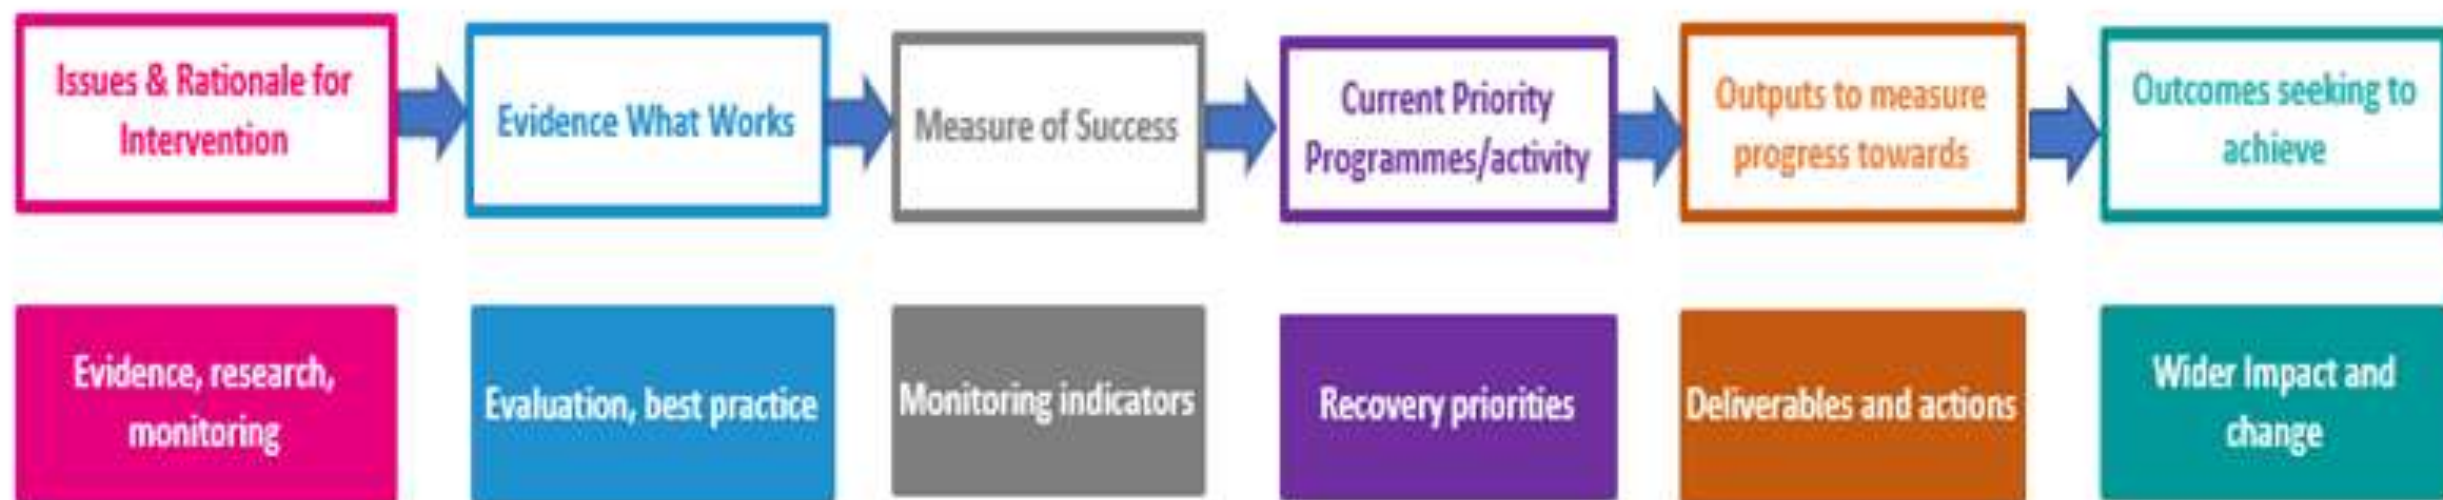 Issues & Rationale for
Intervention
Evidence What Works
Measure of Success
Current Priority
Programmes/activity
Outputs to measure
progress towards
Outcomes seeking to
achieve
Evidence, research,
monitoring
Evaluation, best practice
Monitoring indicators
Recovery priorities
Deliverables and actions
Wider Impact and
change